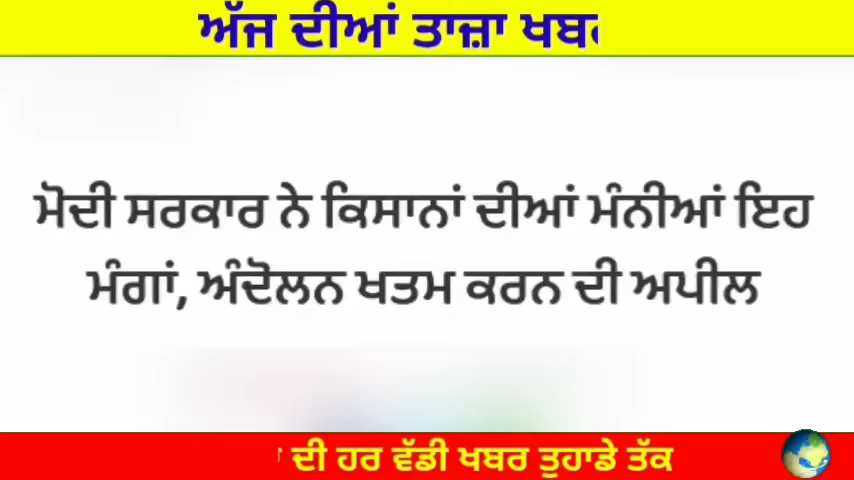 ਅੱਜ ਦੀਆਂ ਤਾਜ਼ਾ
ਮੋਦੀ ਸਰਕਾਰ ਨੇ ਕਿਸਾਨਾਂ ਦੀਆਂ ਮੰਨੀਆਂ ਇਹ
ਮੰਗਾਂ, ਅੰਦੋਲਨ ਖਤਮ ਕਰਨ ਦੀ ਅਪੀਲ
ਦੀ ਹਰ ਵੱਡੀ ਖਬਰ ਤੁਹਾਡੇ ਤੱਕ